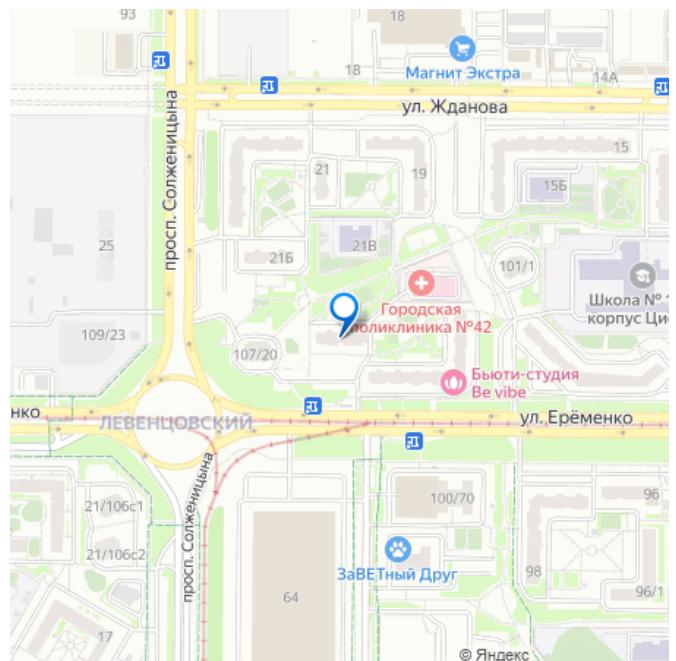 93
18
18
Магнит Экстра
14А
ул. Жданова
просп. Солженицына
15
21
19
15Б
25
21Б
21В
101/1
Городская
поликлиника №42
Школа №
корпус Ци
109/23
107/20
Бьюти-студия
Be vibe
нко
ЛЕВЕНЦОВСКИЙ
ул. Ерёменко
просп. Солженицына
21/106с1
100/70
96
21/106с2
ЗаВЕТный Друг
98
64
96/1
17
© Яндекс